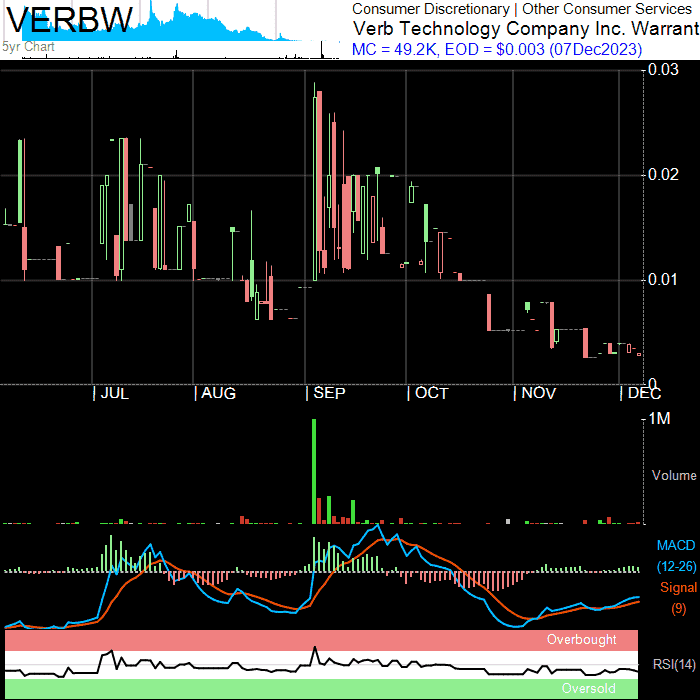 VERBW
Consumer Discretionary | Other Consumer Services
Verb Technology Company Inc. Warrant
5yr Chart
MC = 49.2K, EOD = $0.003 (07Dec2023)
0.03
0.02
0.01
0
JUL
AUG
SEP
OCT
NOV
DEC
1M
Volume
MACD
(12-26)
Signal
(9)
Overbought
RSI(14)
Oversold